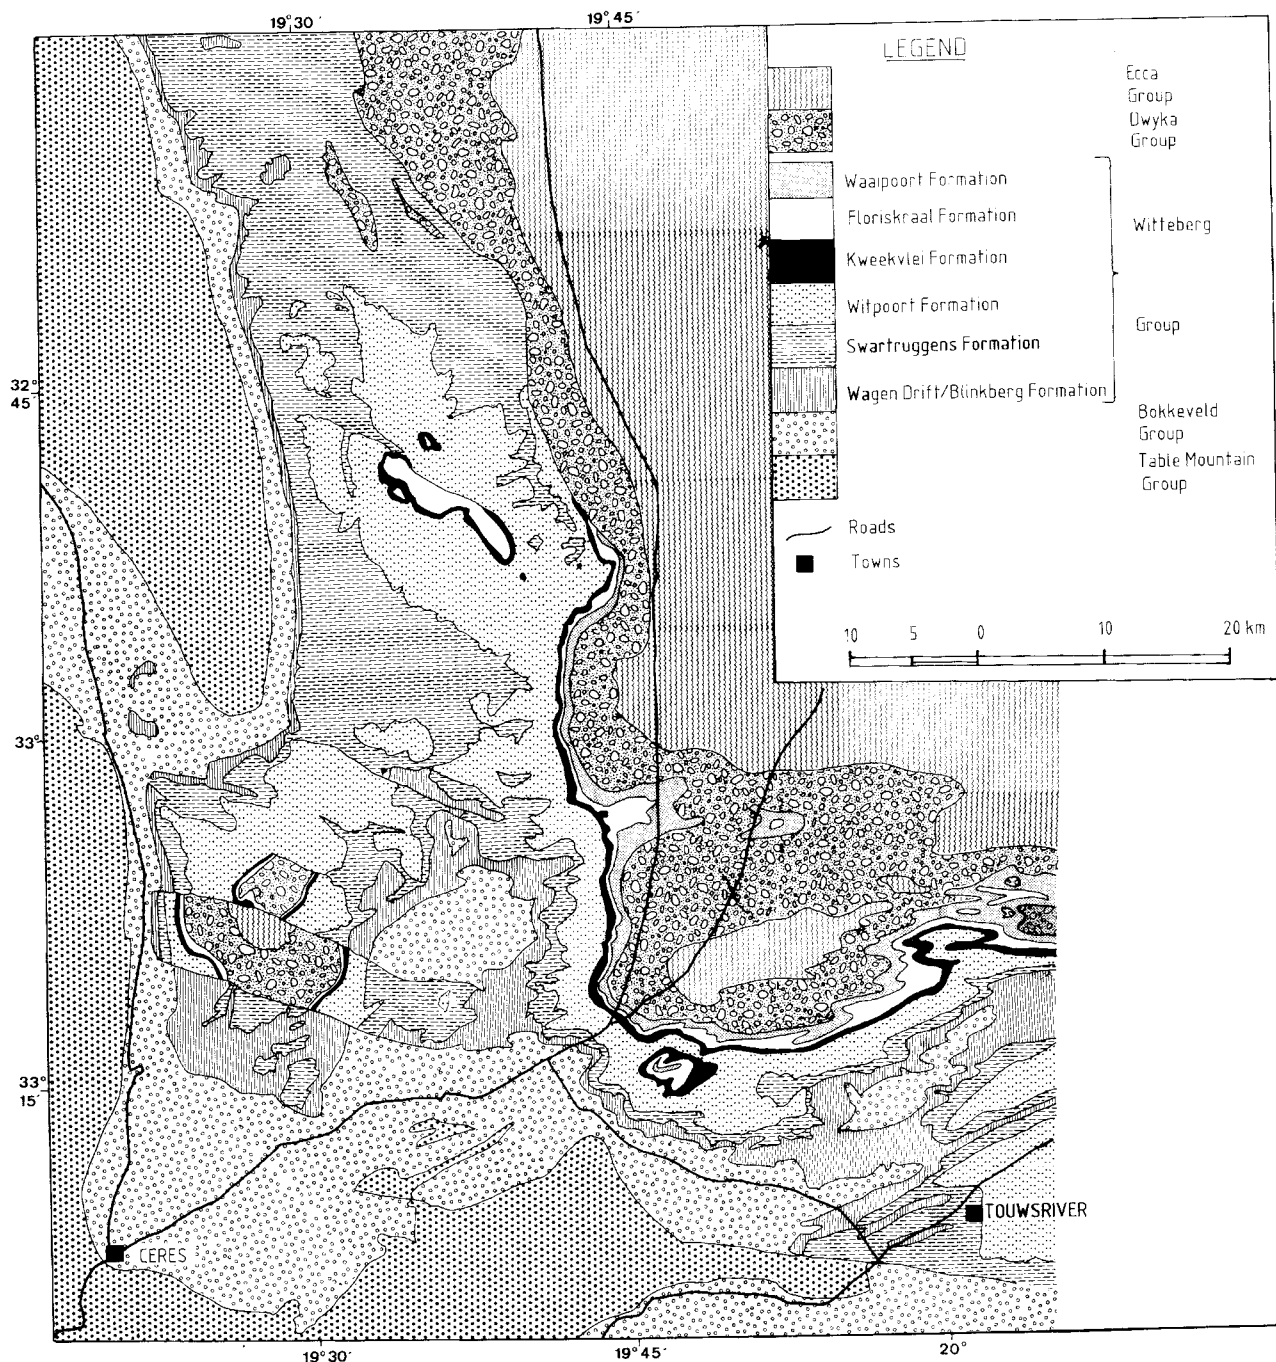 19°30′ 19°45′
LEGEND
Ecca
Group
Dwyka
Group
Waaipoort Formation
Floriskraal Formation
Witteberg
Kweekvlei Formation
Witpoort Formation
Group
Swartruggens Formation
Wagen Drift/Blinkberg Formation
Bokkeveld
Group
Table Mountain
Group
Roads
Towns
10 5 0 10 20 km
32°
45′
33°
33°
15′
TOUWSRIVER
CERES
19°30′ 19°45′ 20°